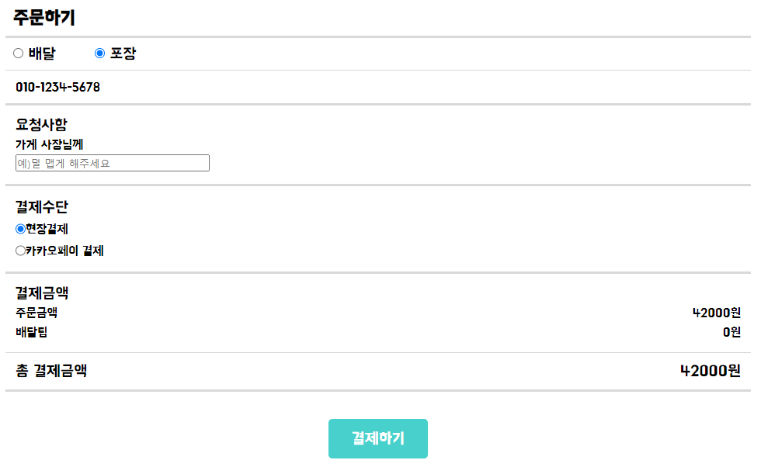 주문하기
배달 포장
010-1234-5678
요청사항
가게 사장님께
예)덜 맵게 해주세요
결제수단
현장결제
카카오페이 결제
결제금액
주문금액 42000원
배달팁 0원
총 결제금액 42000원
결제하기